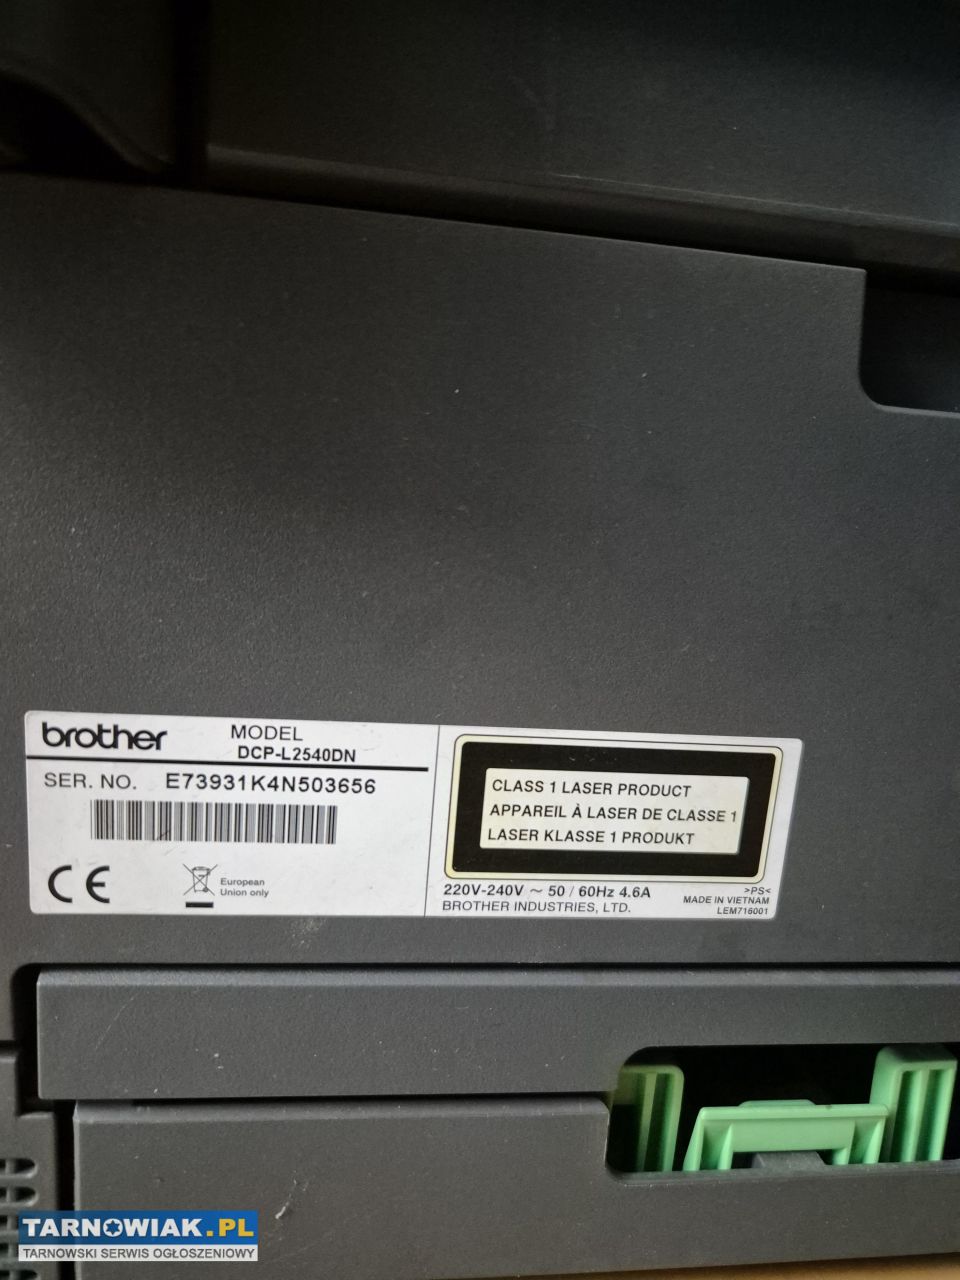 brother
MODEL
DCP-L2540DN
SER. NO. E73931K4N503656
CE
European
Union only
CLASS 1 LASER PRODUCT
APPAREIL À LASER DE CLASSE 1
LASER KLASSE 1 PRODUKT
220V-240V ~ 50 / 60Hz 4.6A
BROTHER INDUSTRIES, LTD.
>PS<
MADE IN VIETNAM
LEM716001
TARNOWIAK.PL
TARNOWSKI SERWIS OGŁOSZENIOWY